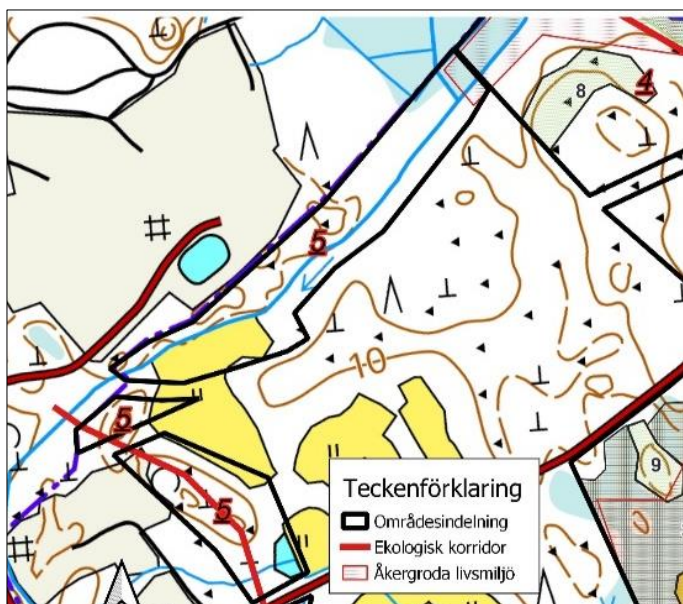 8
4
5
10
5
5
9
Teckenförklaring
Områdesindelning
Ekologisk korridor
Åkergroda livsmiljö